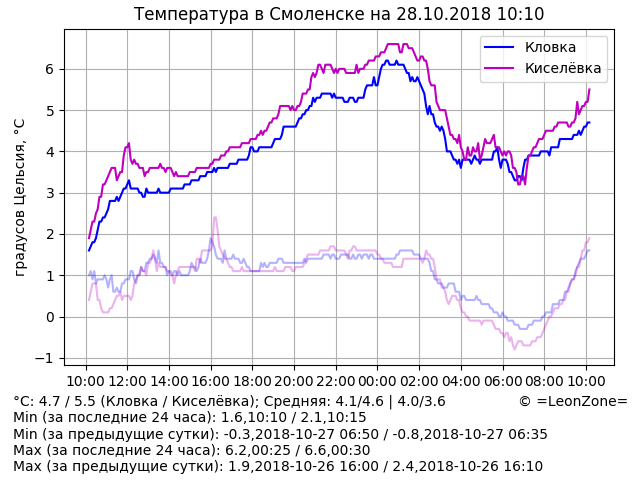 Температура в Смоленске на 28.10.2018 10:10
Кловка
Киселёвка
градусов Цельсия, °C
6
5
4
3
2
1
0
−1
10:00 12:00 14:00 16:00 18:00 20:00 22:00 00:00 02:00 04:00 06:00 08:00 10:00
°C: 4.7 / 5.5 (Кловка / Киселёвка); Средняя: 4.1/4.6 | 4.0/3.6 © =LeonZone=
Min (за последние 24 часа): 1.6,10:10 / 2.1,10:15
Min (за предыдущие сутки): -0.3,2018-10-27 06:50 / -0.8,2018-10-27 06:35
Max (за последние 24 часа): 6.2,00:25 / 6.6,00:30
Max (за предыдущие сутки): 1.9,2018-10-26 16:00 / 2.4,2018-10-26 16:10